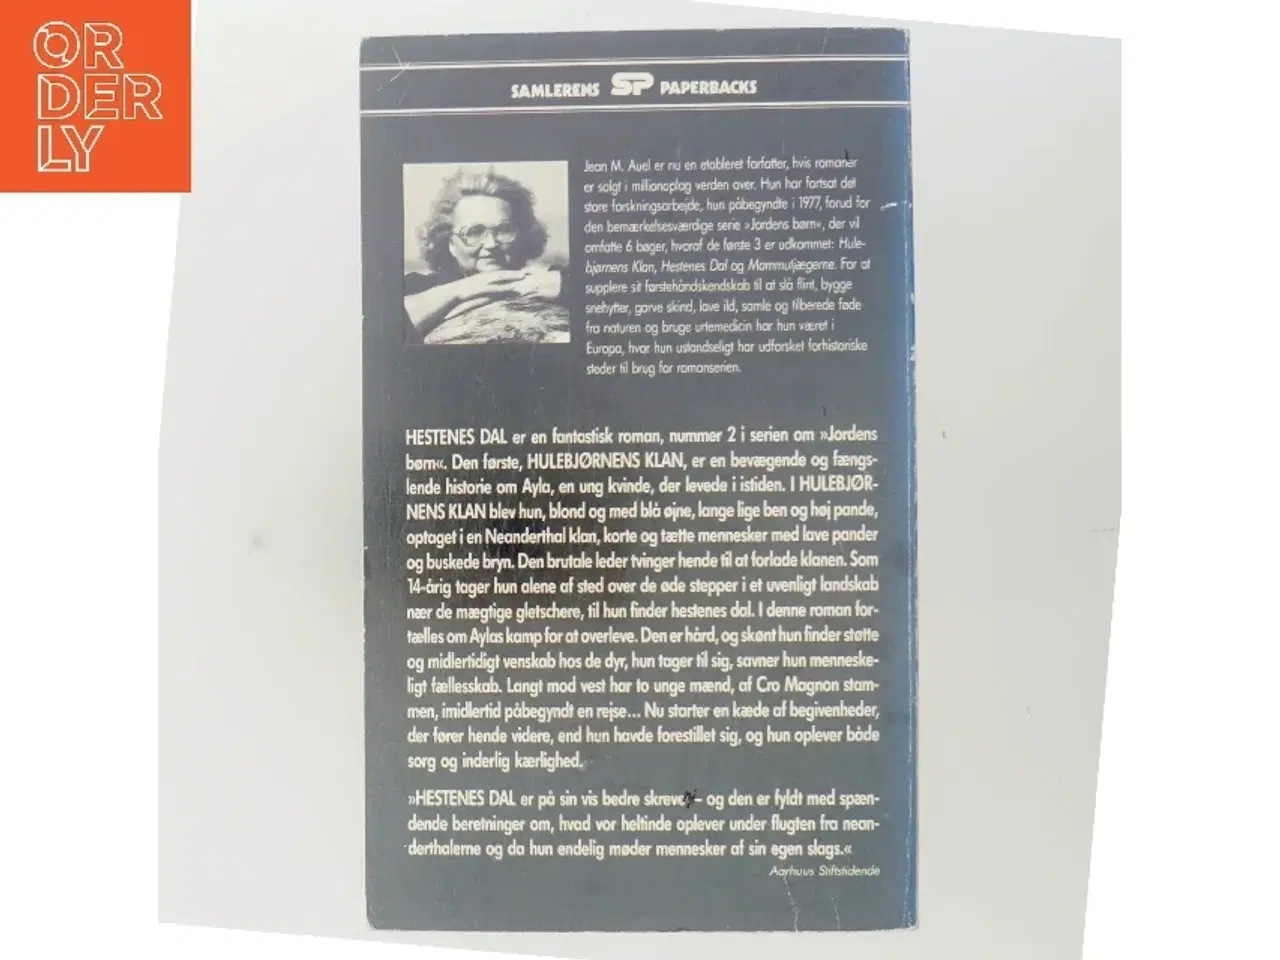 ORDERLY
SAMLERENS SP PAPERBACKS
Jean M. Auel er nu en etableret forfatter, hvis romaner
er solgt i millionoplag verden over. Hun har fortsat det
store forskningsarbejde, hun påbegyndte i 1977, forud for
den bemærkelsesværdige serie »Jordens børn«, der vil
omfatte 6 bøger, hvoraf de første 3 er udkommet: Hule-
bjørnens Klan, Hestenes Dal og Mammutjægerne. For at
supplere sit førstehåndskendskab til at slå flint, bygge
snehytter, garve skind, lave ild, samle og tilberede føde
fra naturen og bruge urtemedicin har hun været i
Europa, hvor hun ustandseligt har udforsket forhistoriske
steder til brug for romanserien.
HESTENES DAL er en fantastisk roman, nummer 2 i serien om »Jordens
børn«. Den første, HULEBJØRNENS KLAN, er en bevægende og fængs-
lende historie om Ayla, en ung kvinde, der levede i istiden. I HULEBJØR-
NENS KLAN blev hun, blond og med blå øjne, lange lige ben og høj pande,
optaget i en Neanderthal klan, korte og tætte mennesker med lave pander
og buskede bryn. Den brutale leder tvinger hende til at forlade klanen. Som
14-årig tager hun alene af sted over de øde stepper i et uvenligt landskab
nær de mægtige gletschere, til hun finder hestenes dal. I denne roman for-
tælles om Aylas kamp for at overleve. Den er hård, og skønt hun finder støtte
og midlertidigt venskab hos de dyr, hun tager til sig, savner hun menneske-
ligt fællesskab. Langt mod vest har to unge mænd, af Cro Magnon stam-
men, imidlertid påbegyndt en rejse... Nu starter en kæde af begivenheder,
der fører hende videre, end hun havde forestillet sig, og hun oplever både
sorg og inderlig kærlighed.
»HESTENES DAL er på sin vis bedre skrevet – og den er fyldt med spæn-
dende beretninger om, hvad vor heltinde oplever under flugten fra nean-
derthalerne og da hun endelig møder mennesker af sin egen slags.«
Aarhuus Stiftstidende